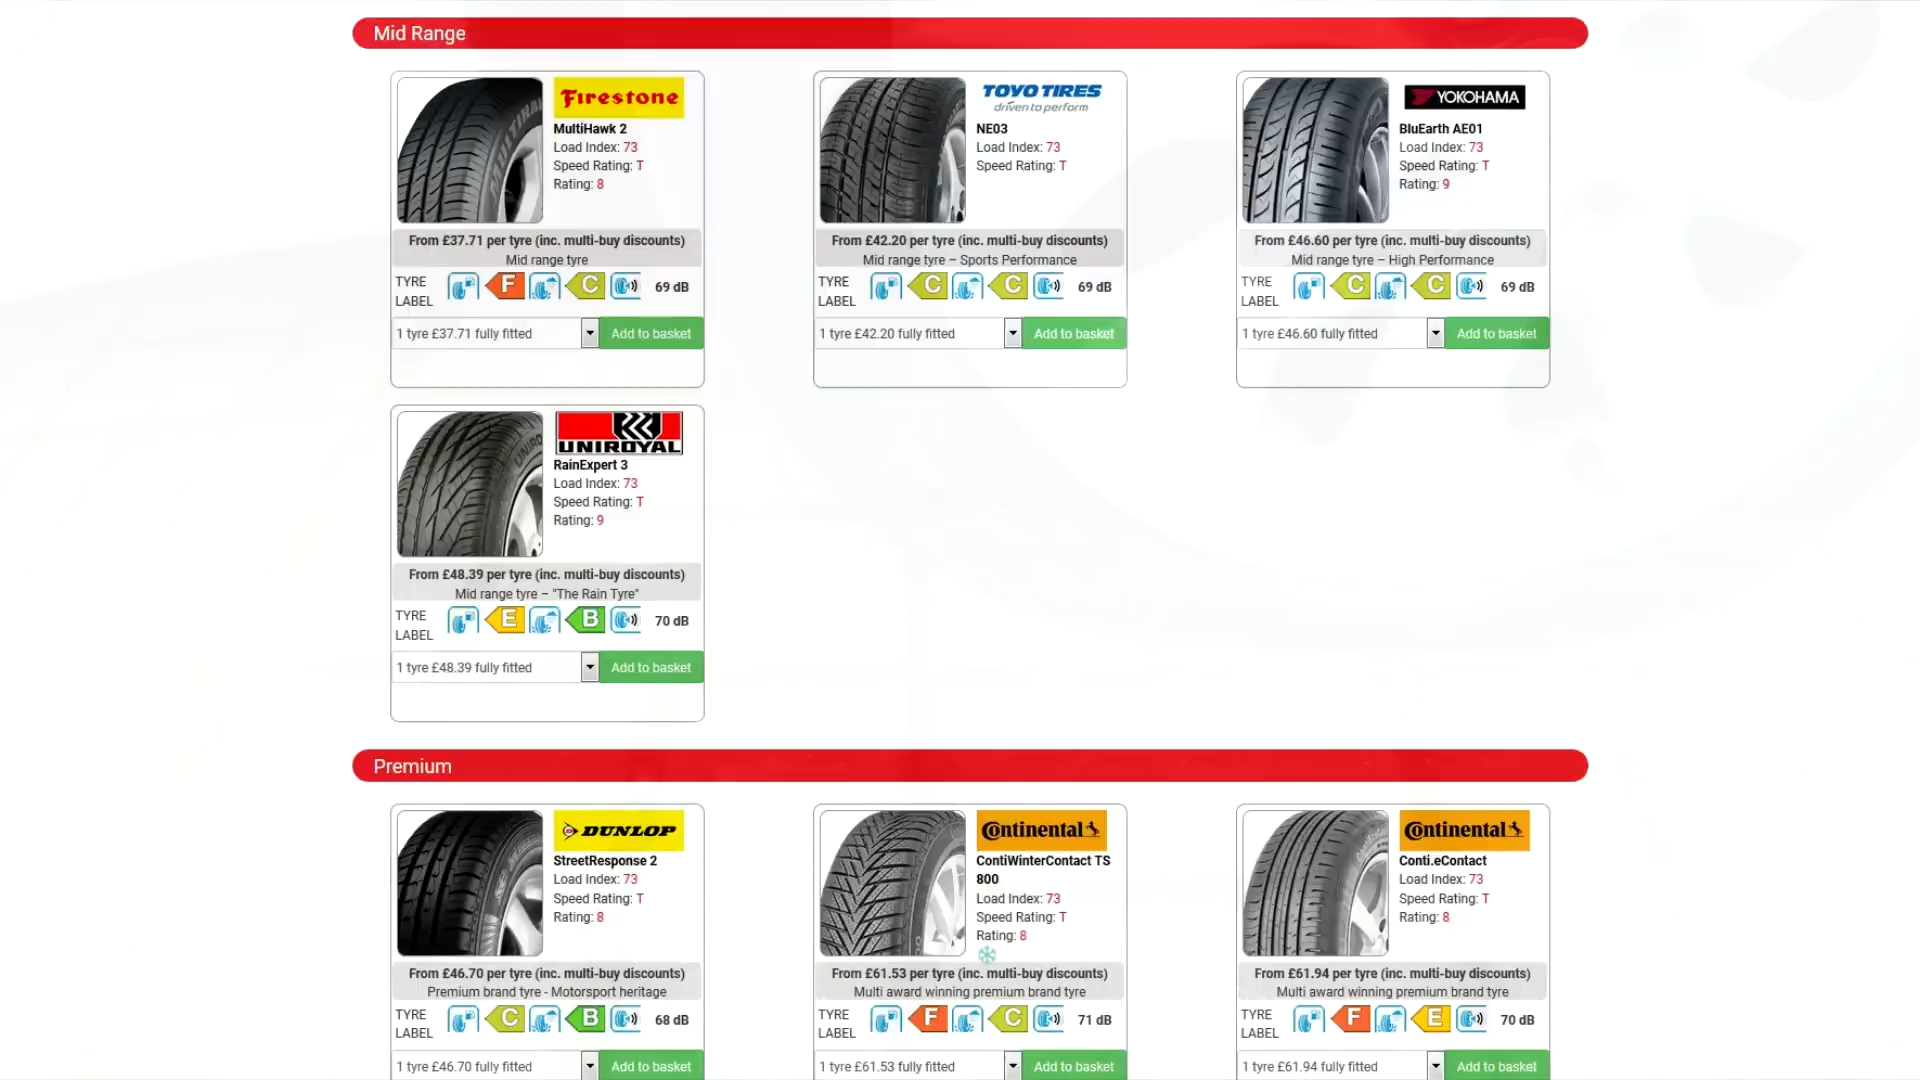 Mid Range
Firestone
MultiHawk 2
Load Index: 73
Speed Rating: T
Rating: 8
From £37.71 per tyre (inc. multi-buy discounts)
Mid range tyre
TYRE LABEL
F
C
69 dB
1 tyre £37.71 fully fitted
Add to basket
TOYO TIRES
driven to perform
NE03
Load Index: 73
Speed Rating: T
From £42.20 per tyre (inc. multi-buy discounts)
Mid range tyre – Sports Performance
TYRE LABEL
C
C
69 dB
1 tyre £42.20 fully fitted
Add to basket
YOKOHAMA
BluEarth AE01
Load Index: 73
Speed Rating: T
Rating: 9
From £46.60 per tyre (inc. multi-buy discounts)
Mid range tyre – High Performance
TYRE LABEL
C
C
69 dB
1 tyre £46.60 fully fitted
Add to basket
UNIROYAL
RainExpert 3
Load Index: 73
Speed Rating: T
Rating: 9
From £48.39 per tyre (inc. multi-buy discounts)
Mid range tyre – "The Rain Tyre"
TYRE LABEL
E
B
70 dB
1 tyre £48.39 fully fitted
Add to basket
Premium
DUNLOP
StreetResponse 2
Load Index: 73
Speed Rating: T
Rating: 8
From £46.70 per tyre (inc. multi-buy discounts)
Premium brand tyre - Motorsport heritage
TYRE LABEL
C
B
68 dB
1 tyre £46.70 fully fitted
Add to basket
Continental
ContiWinterContact TS
800
Load Index: 73
Speed Rating: T
Rating: 8
From £61.53 per tyre (inc. multi-buy discounts)
Multi award winning premium brand tyre
TYRE LABEL
F
C
71 dB
1 tyre £61.53 fully fitted
Add to basket
Continental
Conti.eContact
Load Index: 73
Speed Rating: T
Rating: 8
From £61.94 per tyre (inc. multi-buy discounts)
Multi award winning premium brand tyre
TYRE LABEL
F
E
70 dB
1 tyre £61.94 fully fitted
Add to basket